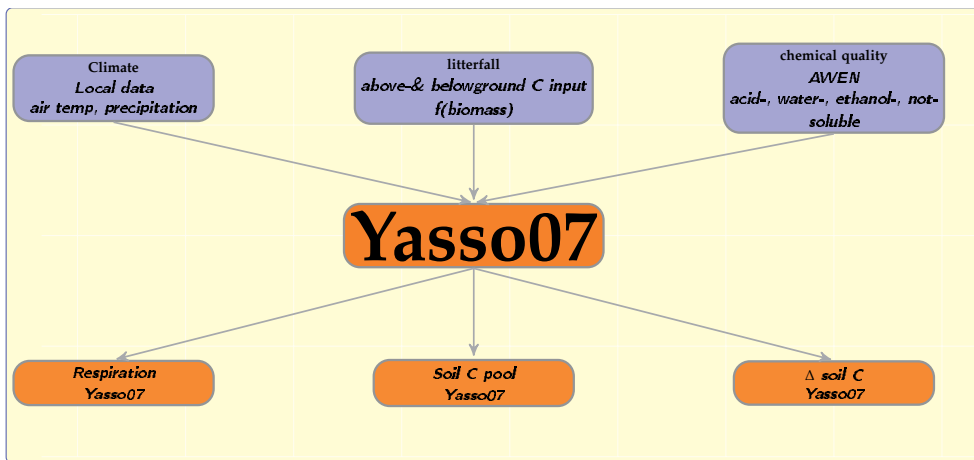 Climate
Local data
air temp, precipitation
litterfall
above-& belowground C input
f(biomass)
chemical quality
AWEN
acid-, water-, ethanol-, not-
soluble
Yasso07
Respiration
Yasso07
Soil C pool
Yasso07
Δ soil C
Yasso07